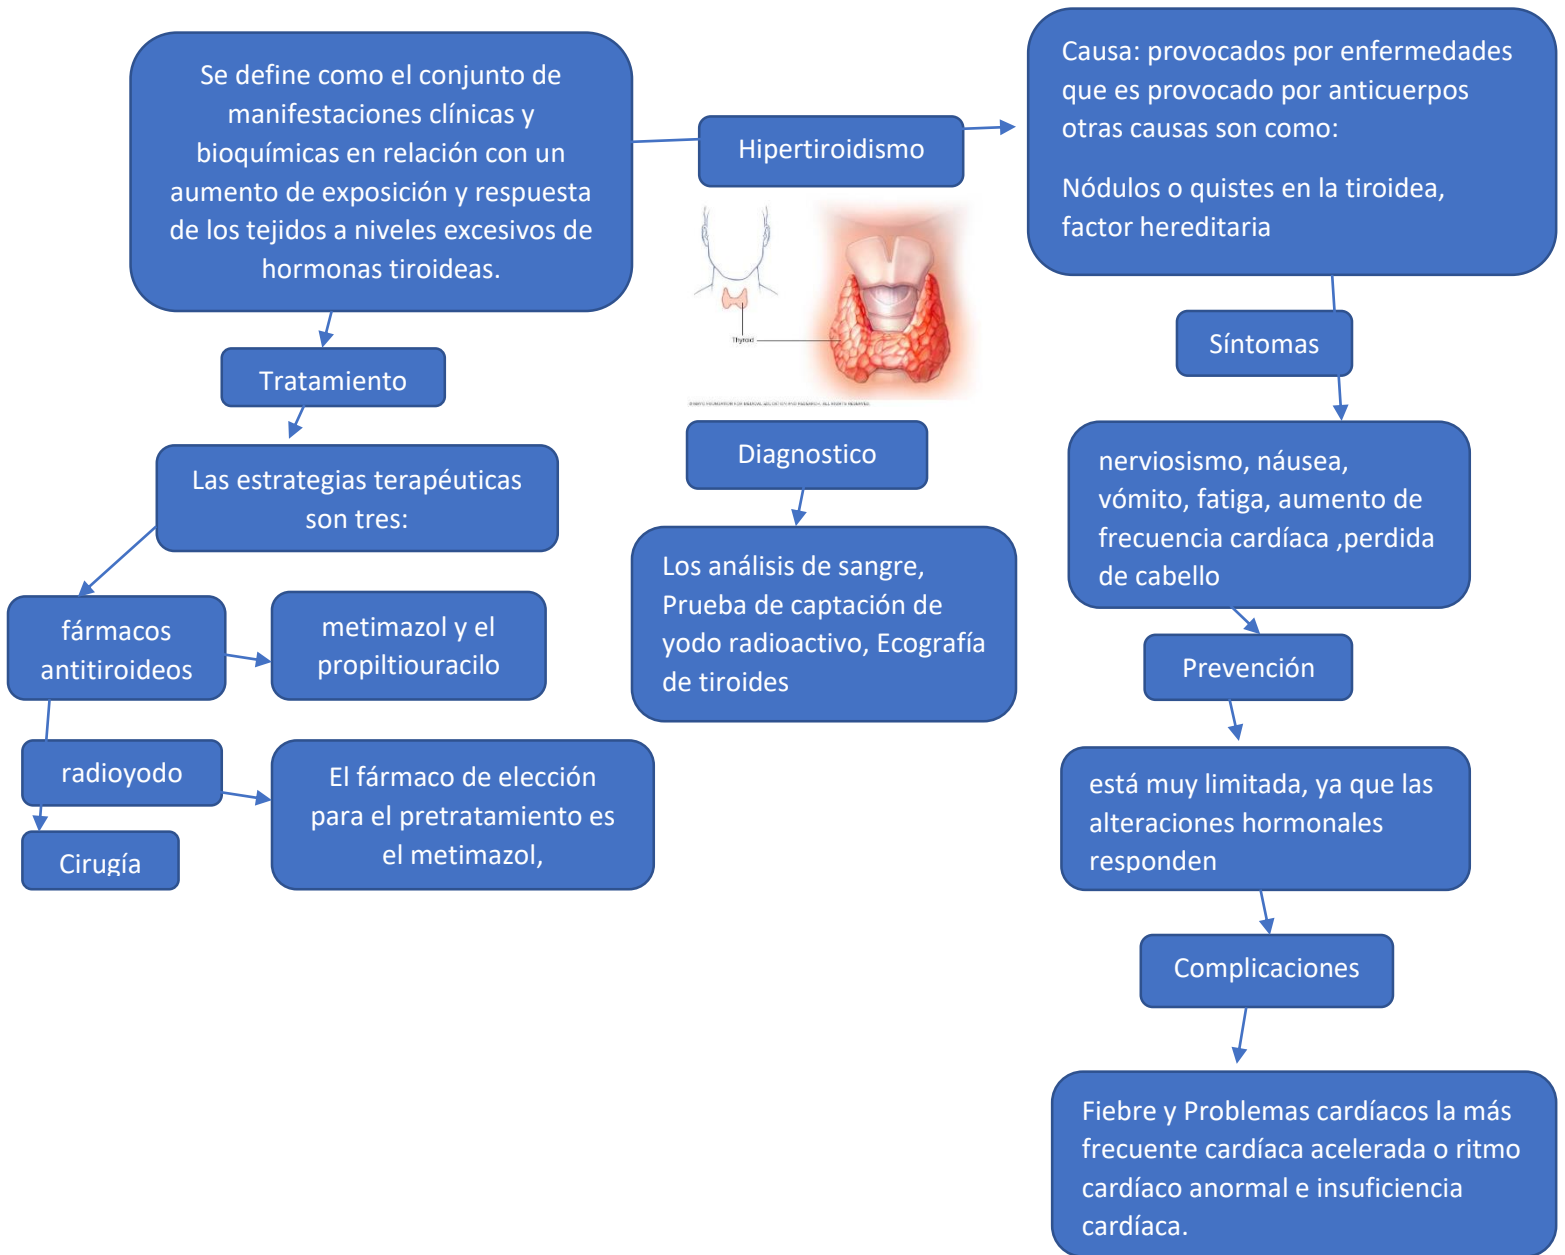 Se define como el conjunto de
manifestaciones clínicas y
bioquímicas en relación con un
aumento de exposición y respuesta
de los tejidos a niveles excesivos de
hormonas tiroideas.
Hipertiroidismo
Causa: provocados por enfermedades
que es provocado por anticuerpos
otras causas son como:
Nódulos o quistes en la tiroidea,
factor hereditaria
Thyroid
Tratamiento
Las estrategias terapéuticas
son tres:
fármacos
antitiroideos
metimazol y el
propiltiouracilo
radioyodo
El fármaco de elección
para el pretratamiento es
el metimazol,
Cirugía
Diagnostico
Los análisis de sangre,
Prueba de captación de
yodo radioactivo, Ecografía
de tiroides
Síntomas
nerviosismo, náusea,
vómito, fatiga, aumento de
frecuencia cardíaca ,perdida
de cabello
Prevención
está muy limitada, ya que las
alteraciones hormonales
responden
Complicaciones
Fiebre y Problemas cardíacos la más
frecuente cardíaca acelerada o ritmo
cardíaco anormal e insuficiencia
cardíaca.